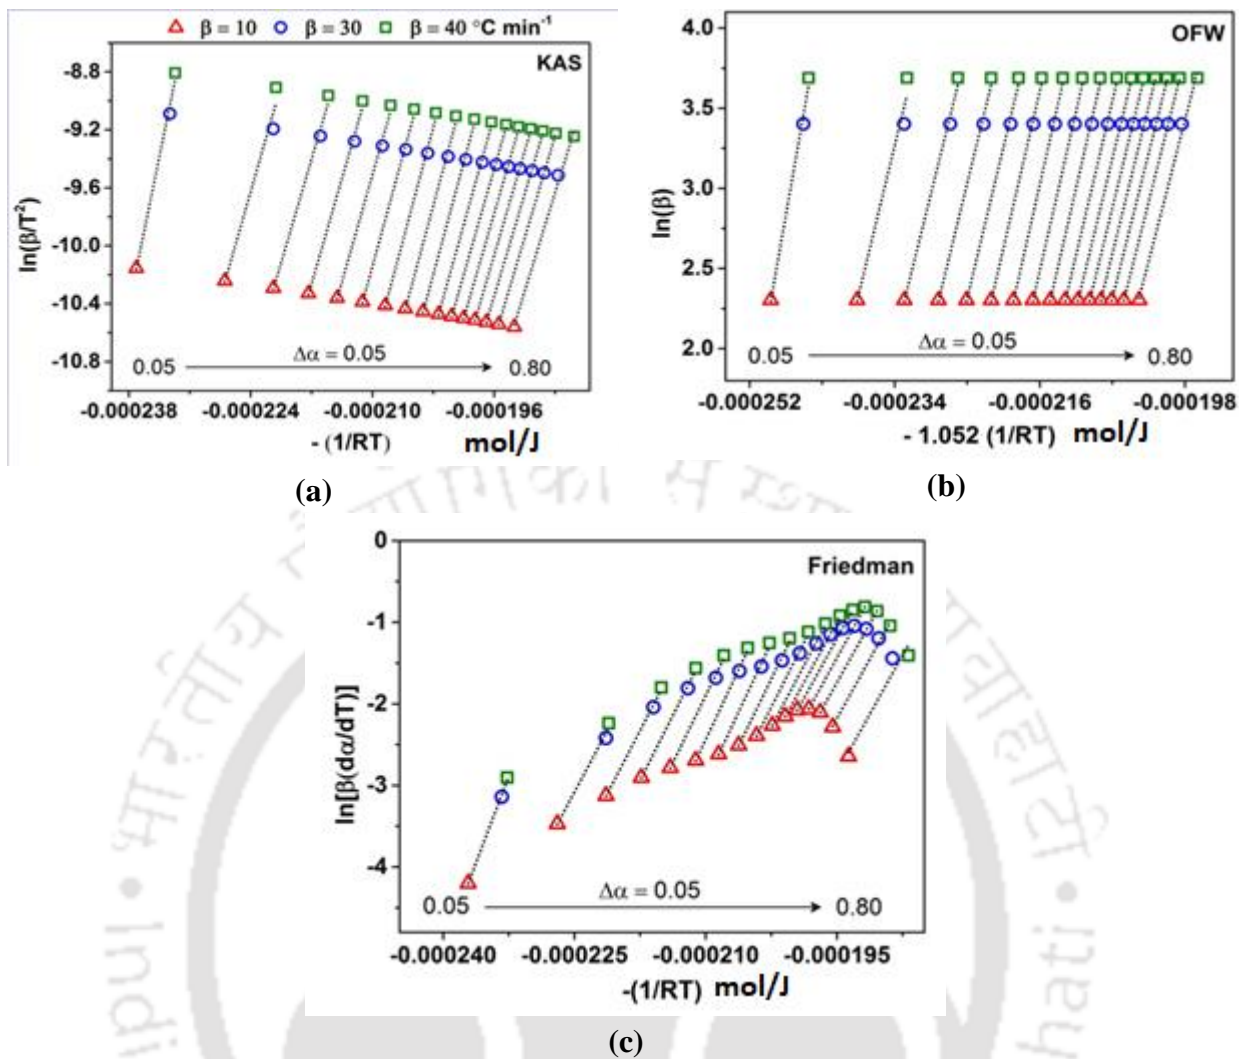 β = 10 β = 30 β = 40 °C min⁻¹
KAS
ln(β/T²)
-8.8
-9.2
-9.6
-10.0
-10.4
-10.8
0.05 Δα = 0.05 0.80
-0.000238 -0.000224 -0.000210 -0.000196
- (1/RT) mol/J
(a)
OFW
ln(β)
4.0
3.5
3.0
2.5
2.0
0.05 Δα = 0.05 0.80
-0.000252 -0.000234 -0.000216 -0.000198
- 1.052 (1/RT) mol/J
(b)
Friedman
ln[β(dα/dT)]
0
-1
-2
-3
-4
0.05 Δα = 0.05 0.80
-0.000240 -0.000225 -0.000210 -0.000195
-(1/RT) mol/J
(c)